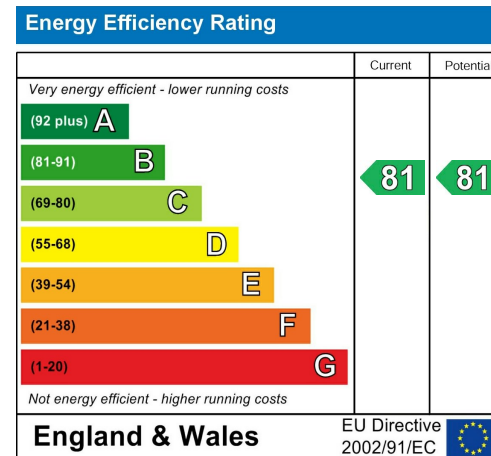 Energy Efficiency Rating
Current Potentia
Very energy efficient - lower running costs
(92 plus) A
(81-91) B
(69-80) C
(55-68) D
(39-54) E
(21-38) F
(1-20) G
81 81
Not energy efficient - higher running costs
England & Wales
EU Directive
2002/91/EC